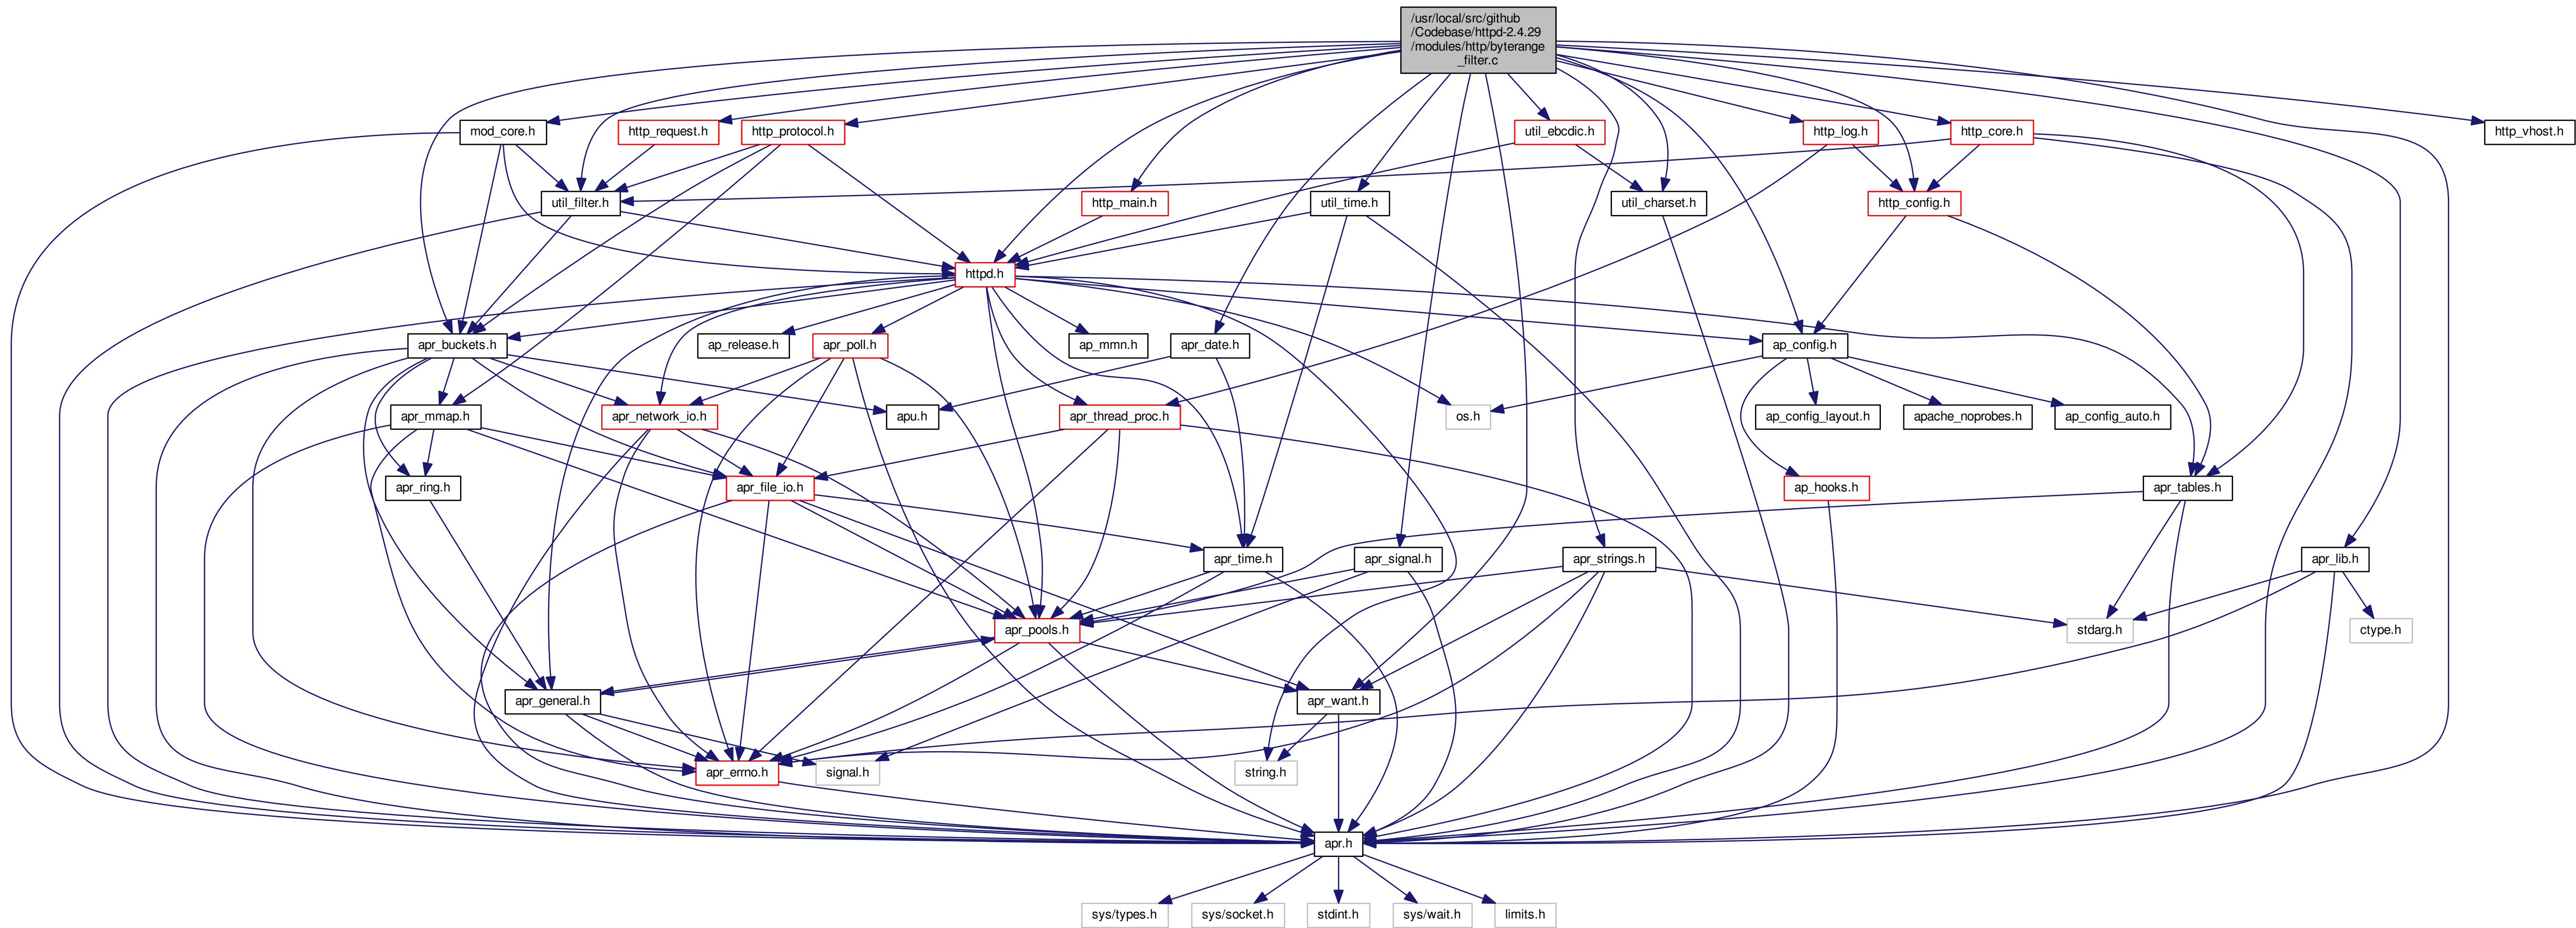 /usr/local/src/github
/Codebase/httpd-2.4.29
/modules/http/byterange
_filter.c
mod_core.h
http_request.h
http_protocol.h
util_ebcdic.h
http_log.h
http_core.h
http_vhost.h
util_filter.h
http_main.h
util_time.h
util_charset.h
http_config.h
httpd.h
apr_buckets.h
ap_release.h
apr_poll.h
ap_mmn.h
apr_date.h
ap_config.h
apr_mmap.h
apr_network_io.h
apu.h
apr_thread_proc.h
os.h
ap_config_layout.h
apache_noprobes.h
ap_config_auto.h
apr_ring.h
apr_file_io.h
ap_hooks.h
apr_tables.h
apr_time.h
apr_signal.h
apr_strings.h
apr_lib.h
apr_pools.h
stdarg.h
ctype.h
apr_general.h
apr_want.h
apr_errno.h
signal.h
string.h
apr.h
sys/types.h
sys/socket.h
stdint.h
sys/wait.h
limits.h